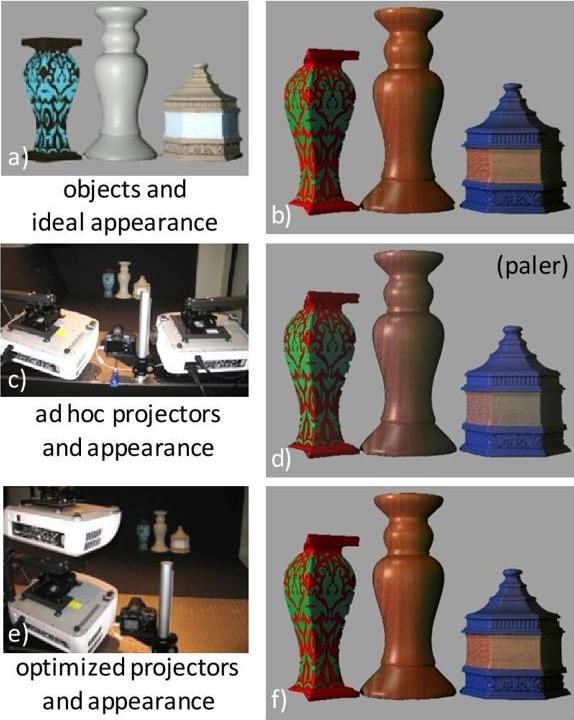 a)
objects and
ideal appearance
b)
c)
ad hoc projectors
and appearance
(paler)
d)
e)
optimized projectors
and appearance
f)